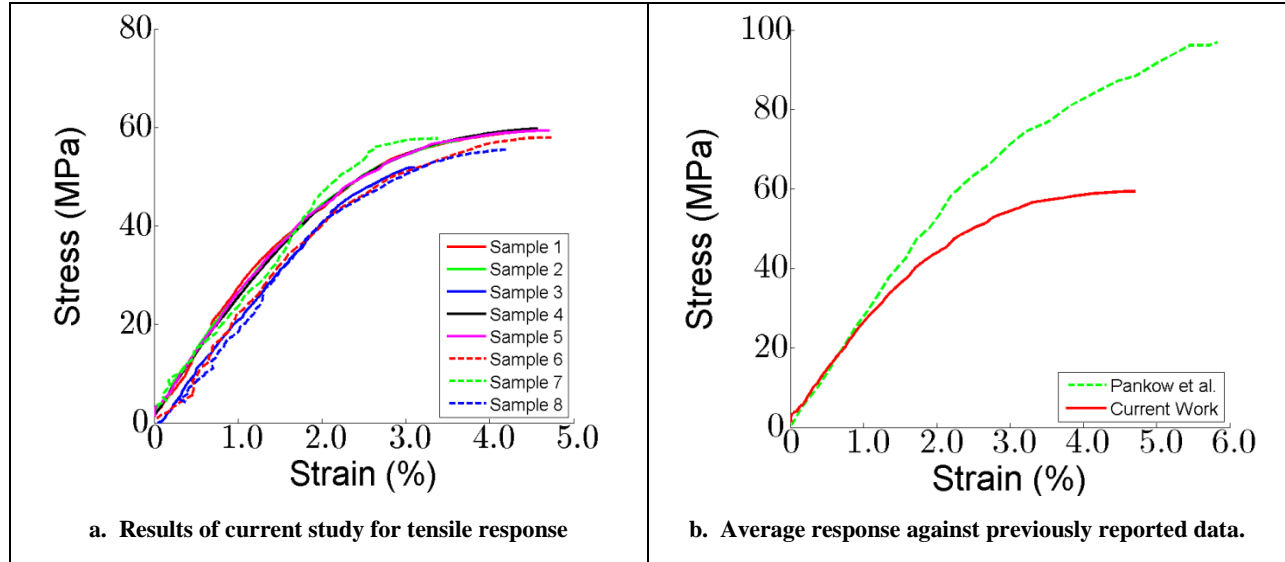 80
60
40
20
0
Stress (MPa)
Sample 1
Sample 2
Sample 3
Sample 4
Sample 5
Sample 6
Sample 7
Sample 8
0 1.0 2.0 3.0 4.0 5.0
Strain (%)
a. Results of current study for tensile response
100
80
60
40
20
0
Stress (MPa)
Pankow et al.
Current Work
0 1.0 2.0 3.0 4.0 5.0 6.0
Strain (%)
b. Average response against previously reported data.